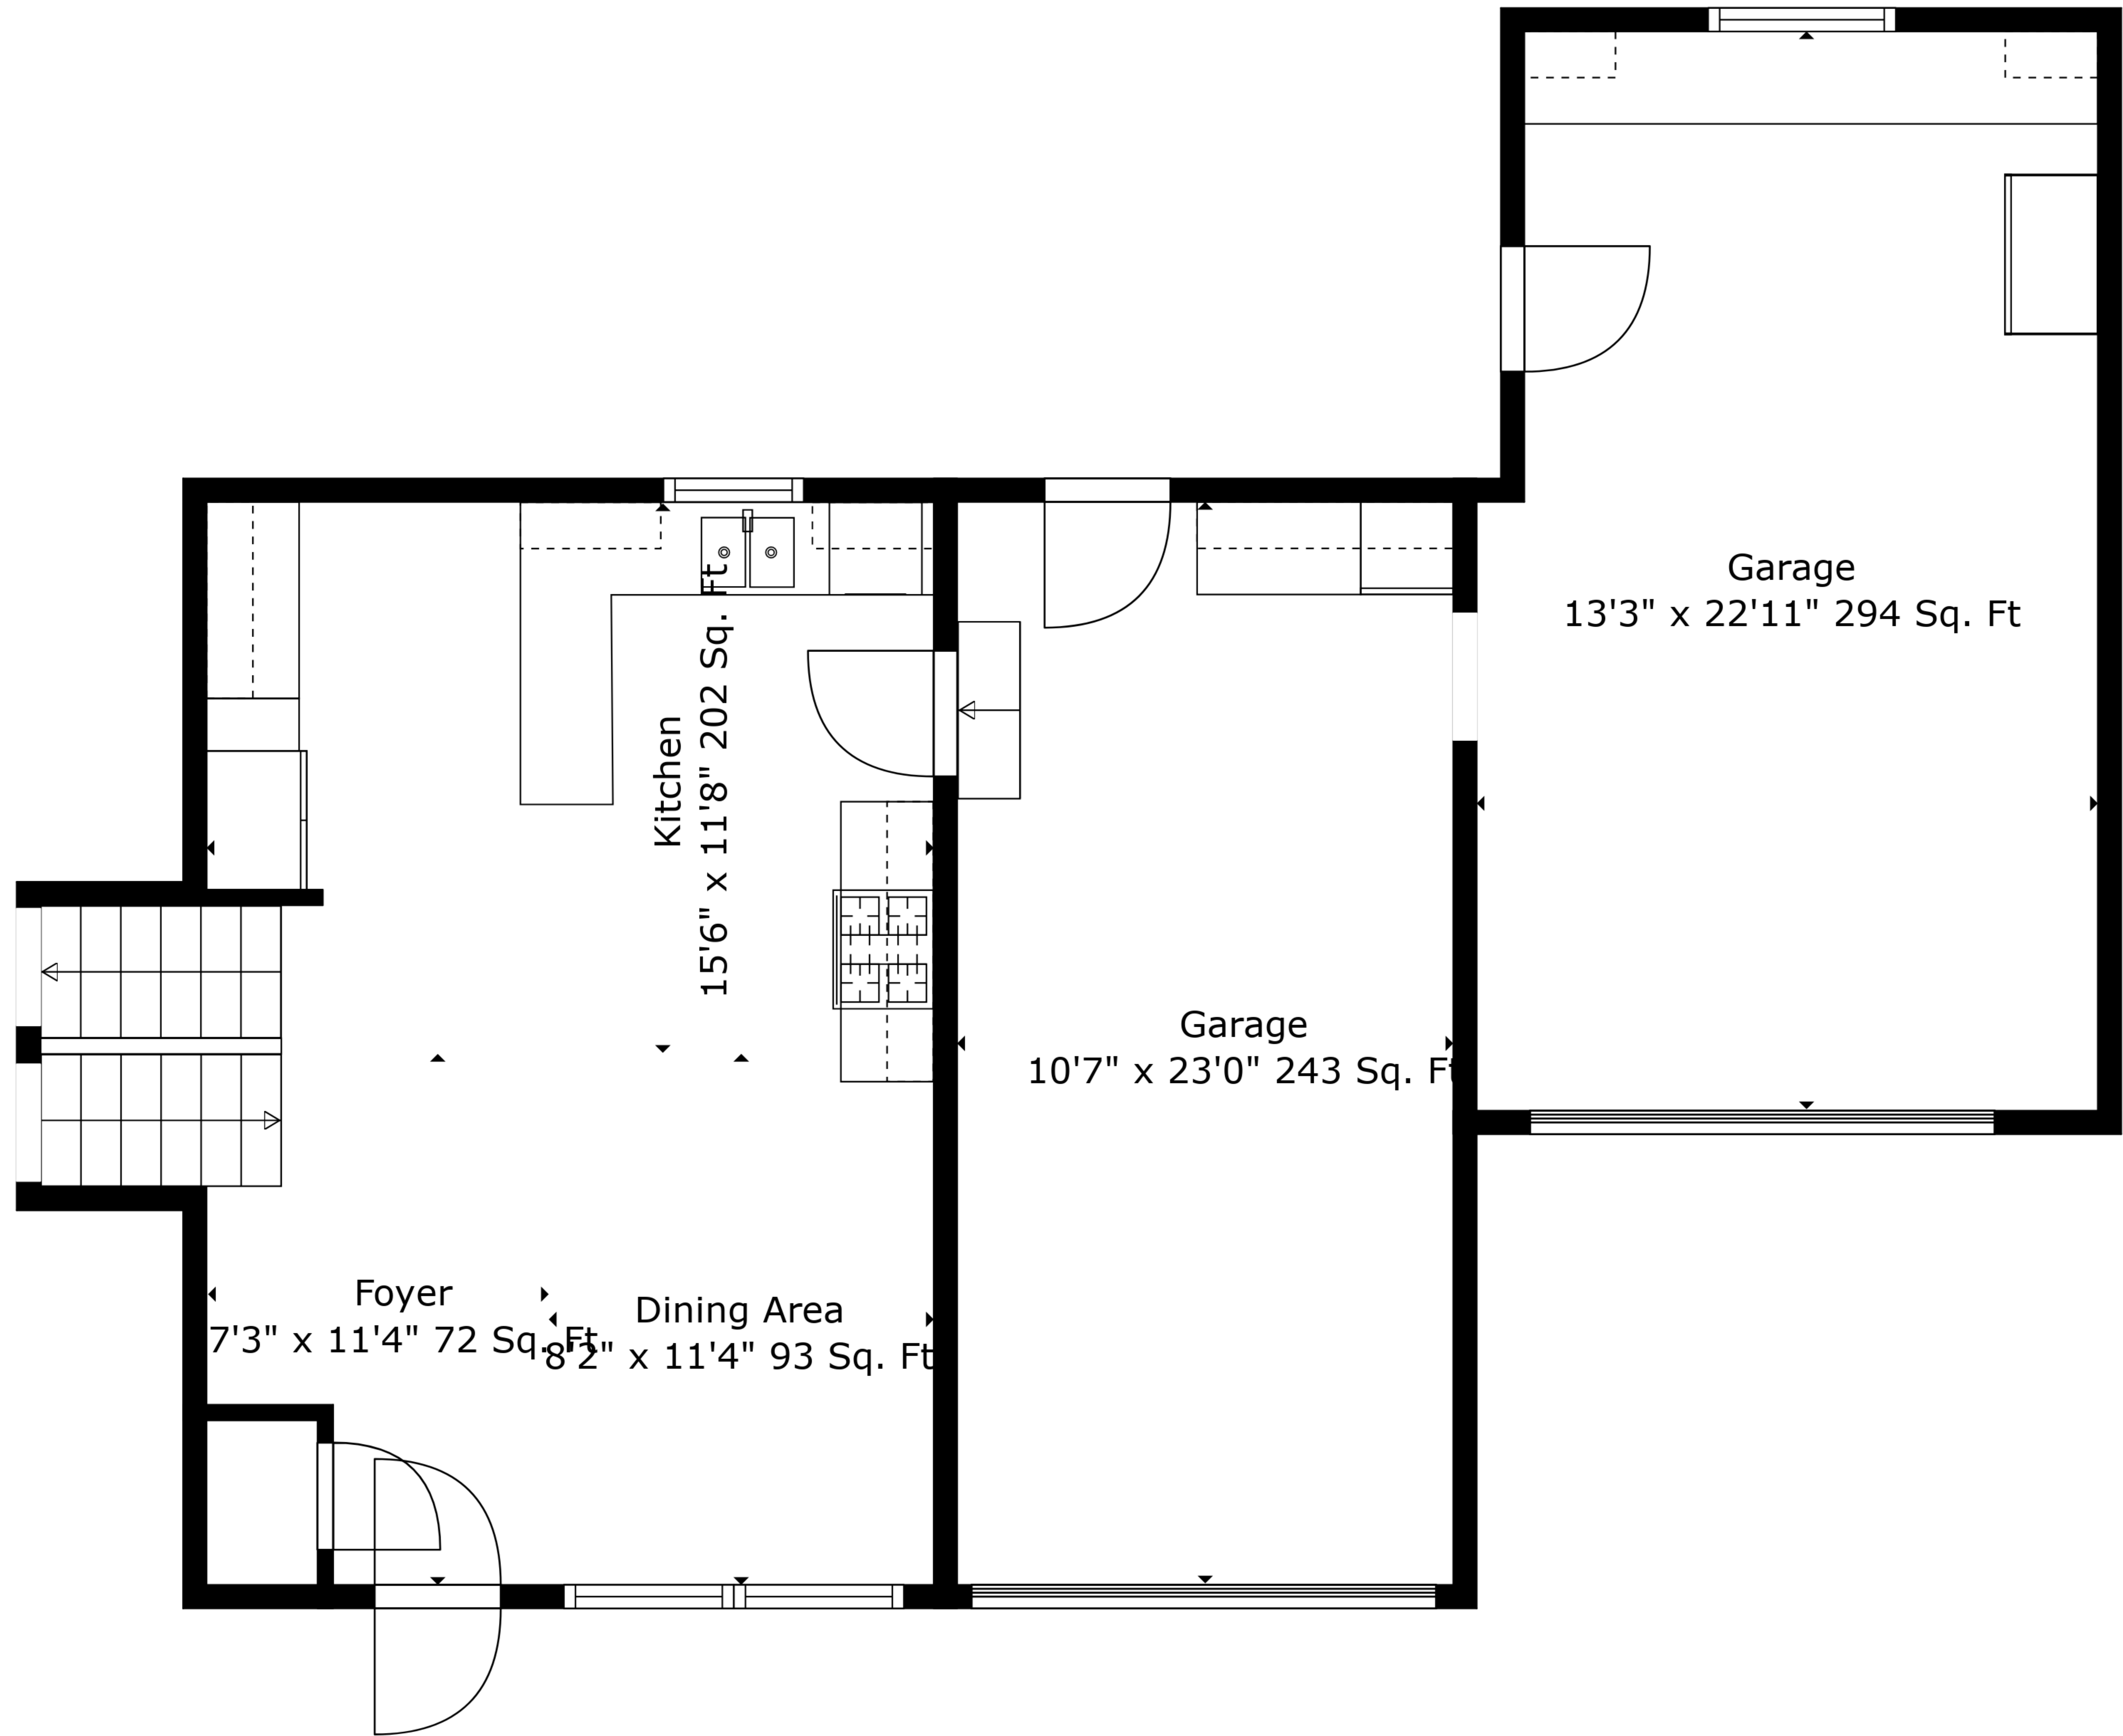 Garage
13'3" x 22'11" 294 Sq. Ft
Kitchen
15'6" x 11'8" 202 Sq. Ft
Garage
10'7" x 23'0" 243 Sq. Ft
Foyer
7'3" x 11'4" 72 Sq. Ft
Dining Area
8'2" x 11'4" 93 Sq. Ft